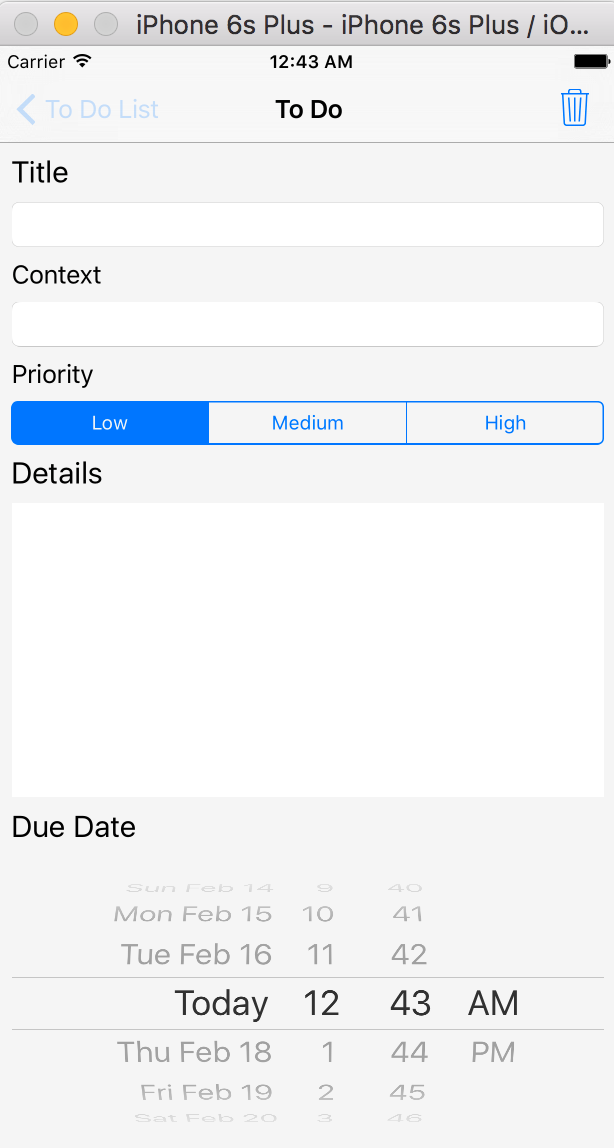 iPhone 6s Plus - iPhone 6s Plus / iO...
Carrier 12:43 AM
To Do List To Do
Title
Context
Priority
Low Medium High
Details
Due Date
Sun Feb 14 9 40
Mon Feb 15 10 41
Tue Feb 16 11 42
Today 12 43 AM
Thu Feb 18 1 44 PM
Fri Feb 19 2 45
Sat Feb 20 3 46